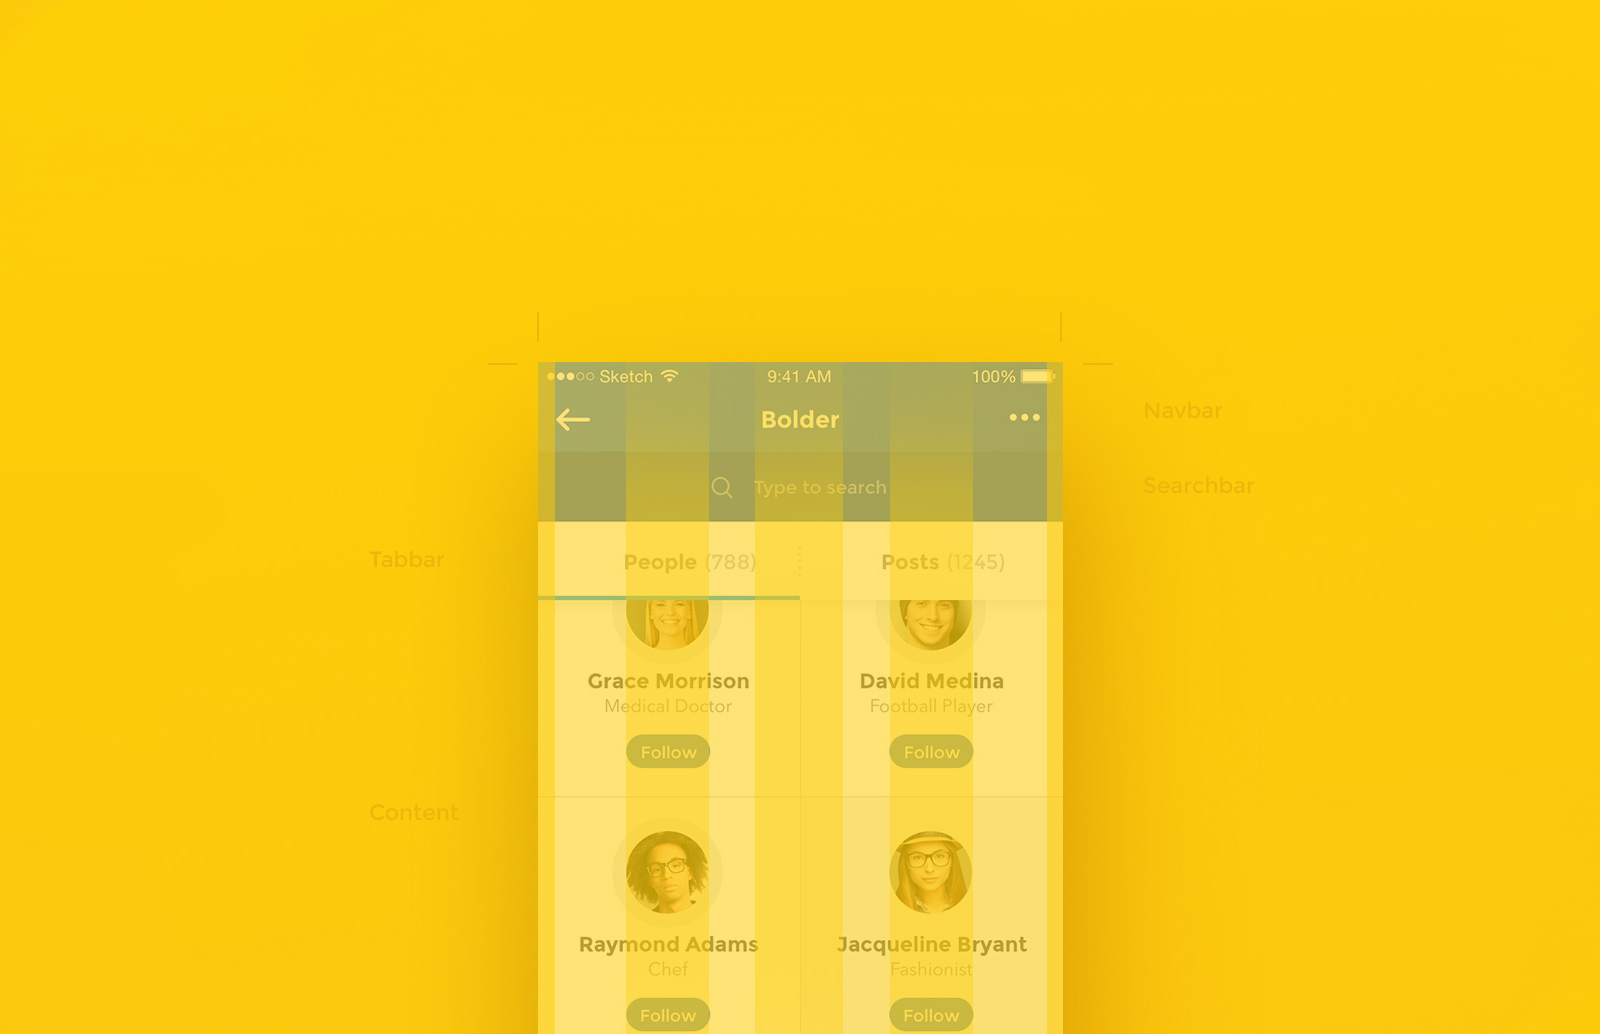 Sketch 9:41 AM 100%
Bolder
Navbar
Type to search
Searchbar
Tabbar
People (788) Posts (1245)
Grace Morrison David Medina
Medical Doctor Football Player
Follow Follow
Content
Raymond Adams Jacqueline Bryant
Chef Fashionist
Follow Follow